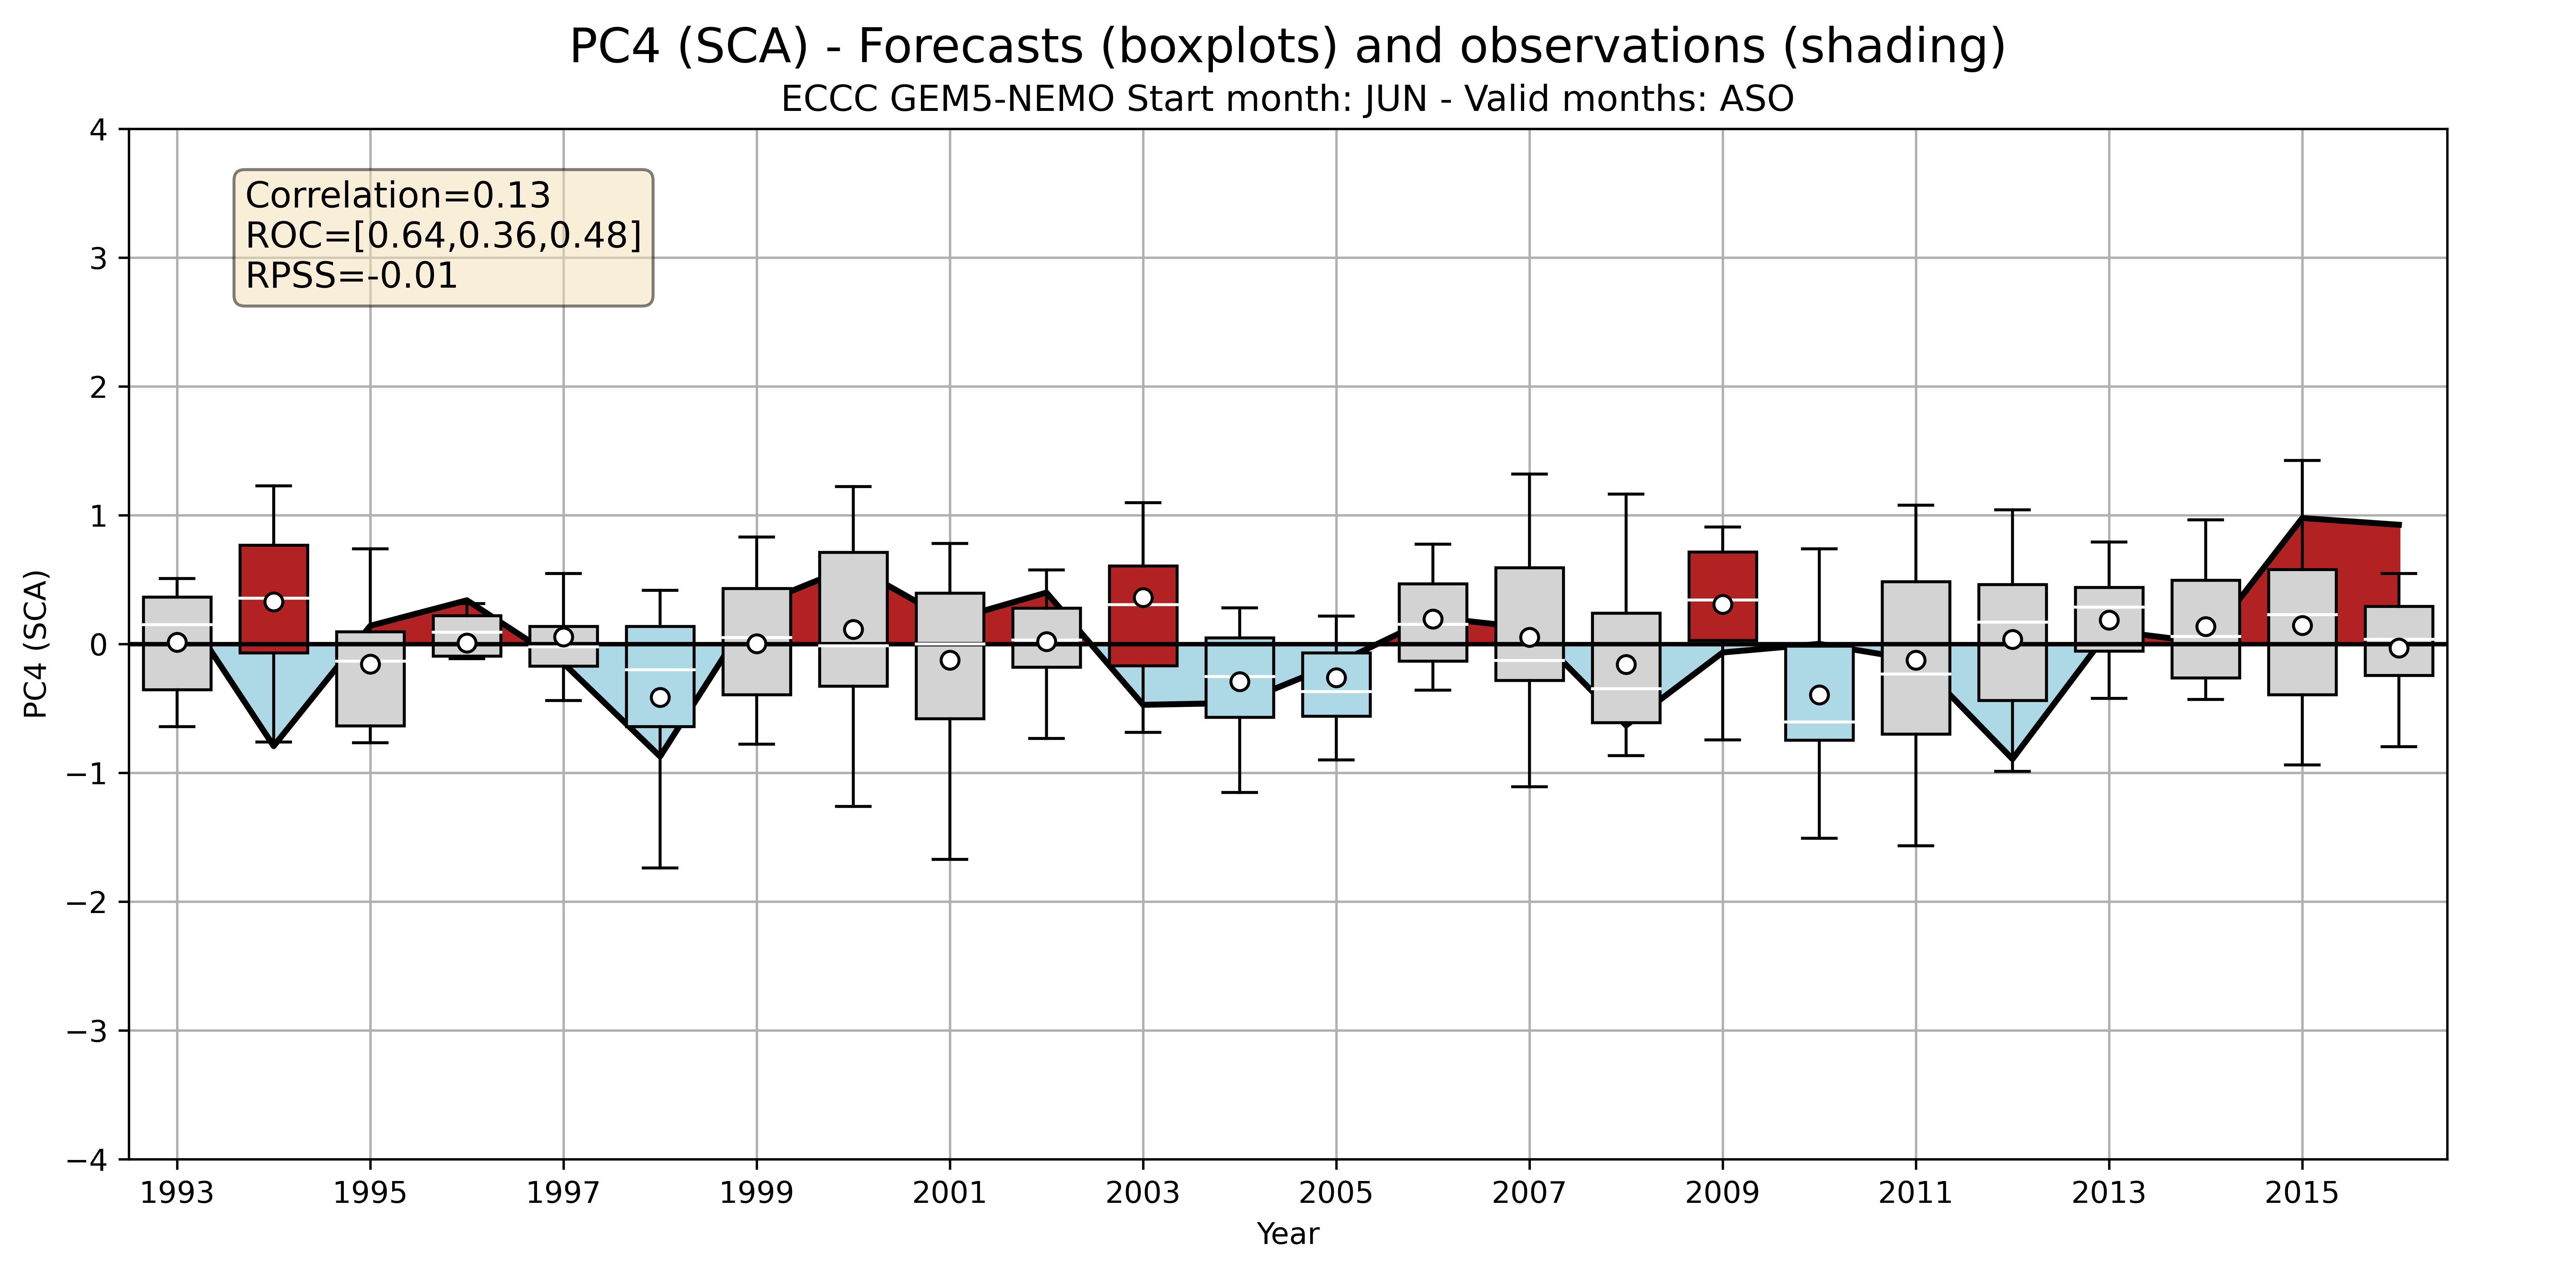 PC4 (SCA) - Forecasts (boxplots) and observations (shading)
ECCC GEM5-NEMO Start month: JUN - Valid months: ASO
Correlation=0.13
ROC=[0.64,0.36,0.48]
RPSS=-0.01
PC4 (SCA)
4
3
2
1
0
−1
−2
−3
−4
1993 1995 1997 1999 2001 2003 2005 2007 2009 2011 2013 2015
Year